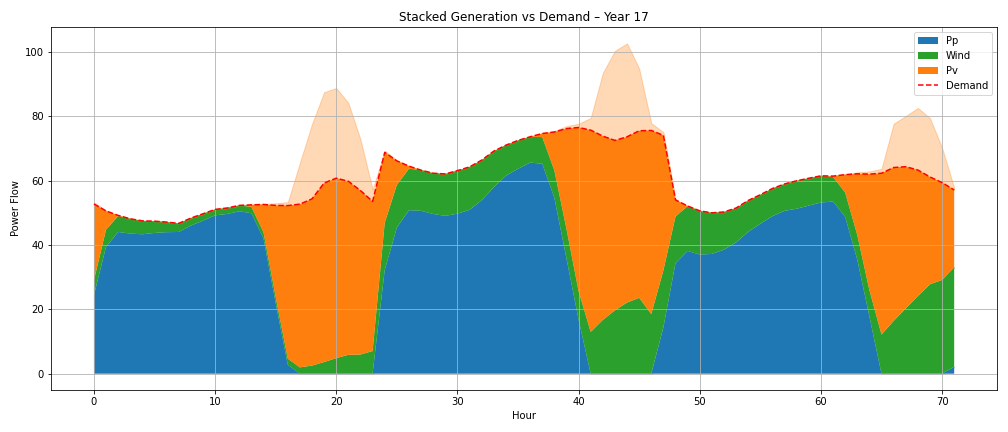 Stacked Generation vs Demand – Year 17
Power Flow
100
80
60
40
20
0
Pp
Wind
Pv
Demand
0 10 20 30 40 50 60 70
Hour